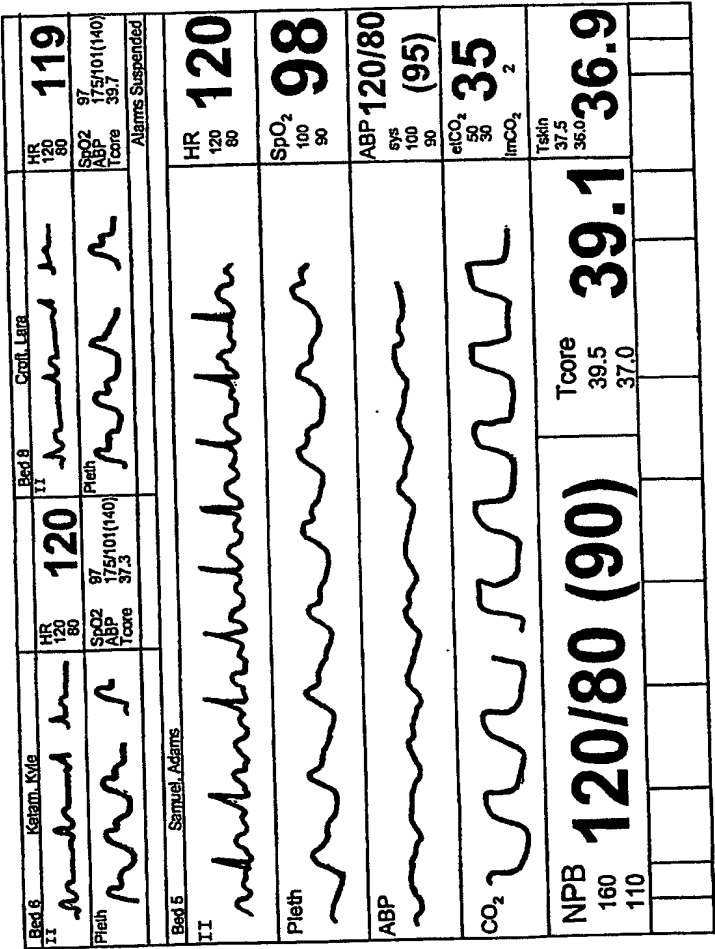 Bed 6 Katam, Kyle
II
HR
120
80
120
Pleth
SpO2 97
ABP 175/101(140)
Tcore 37.3
Bed 8 Croft, Lara
II
HR
120
80
119
Pleth
SpO2 97
ABP 175/101(140)
Tcore 39.7
Alarms Suspended
Bed 5 Samuel, Adams
II
HR
120
80
120
Pleth
SpO2
100
90
98
ABP
ABP 120/80
(95)
sys
100
90
CO2
etCO2
50
30
35
ImCO2 2
NPB
160
110
120/80 (90)
Tcore
39.5
37.0
39.1
Tskin
37.5
36.0
36.9